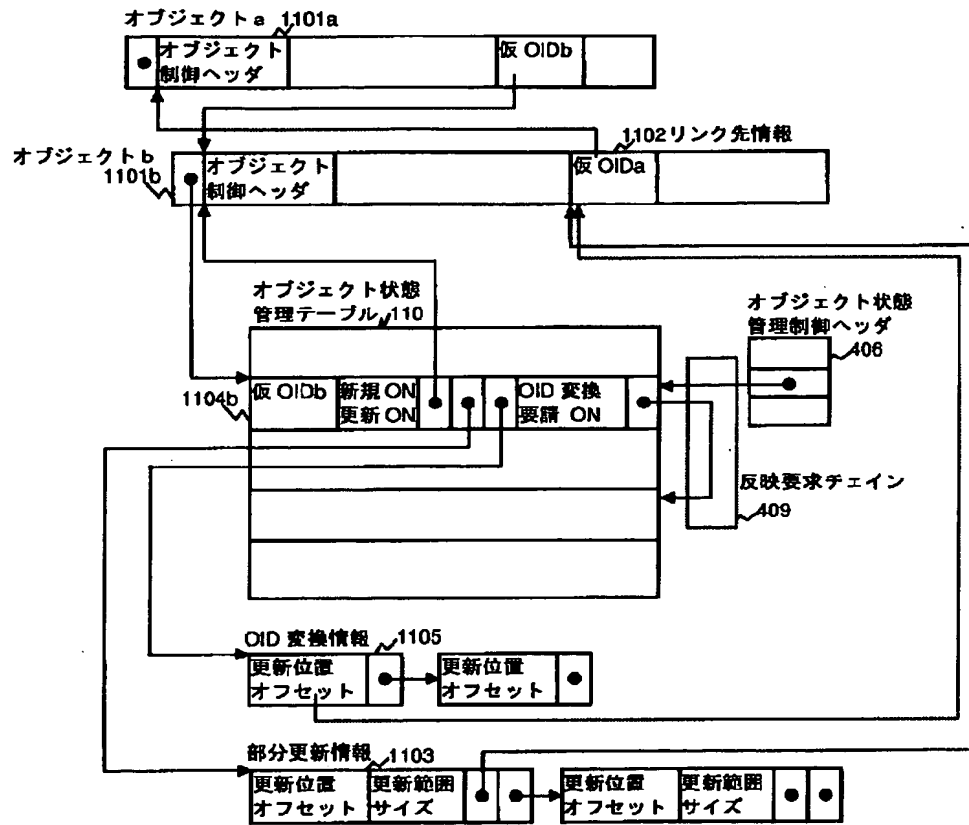 オブジェクトa 1101a
オブジェクト
制御ヘッダ
仮 OIDb
1102リンク先情報
オブジェクトb
1101b
オブジェクト
制御ヘッダ
仮 OIDa
オブジェクト状態
管理テーブル 110
オブジェクト状態
管理制御ヘッダ
406
1104b
仮 OIDb
新規 ON
更新 ON
OID 変換
要請 ON
反映要求チェイン
409
OID 変換情報 1105
更新位置
オフセット
更新位置
オフセット
部分更新情報 1103
更新位置
オフセット
更新範囲
サイズ
更新位置
オフセット
更新範囲
サイズ